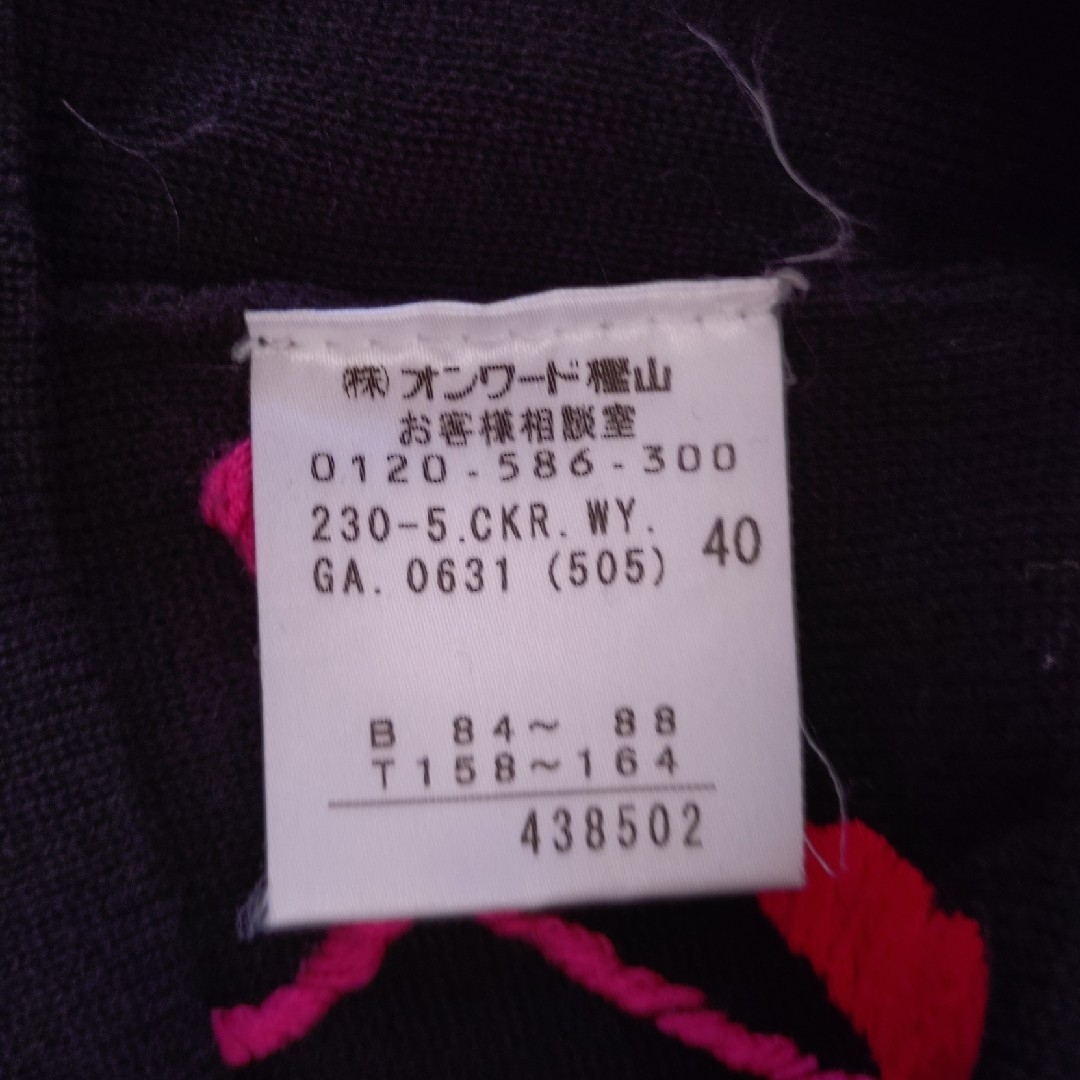 (株)オンワード樫山
お客様相談室
0120-586-300
230-5.CKR.WY. 40
GA. 0631 (505)
B 84~ 88
T158~164
438502